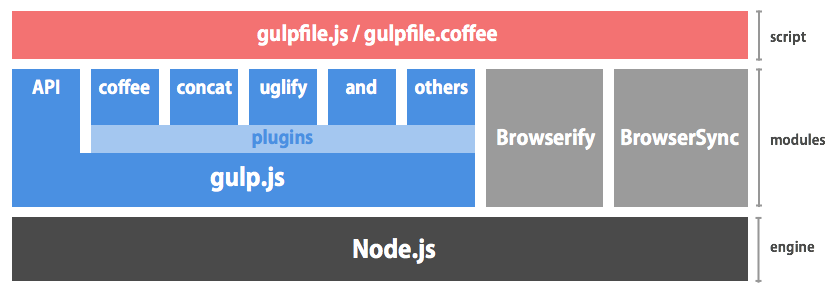 gulpfile.js / gulpfile.coffee
script
API
coffee
concat
uglify
and
others
plugins
gulp.js
Browserify
BrowserSync
modules
Node.js
engine